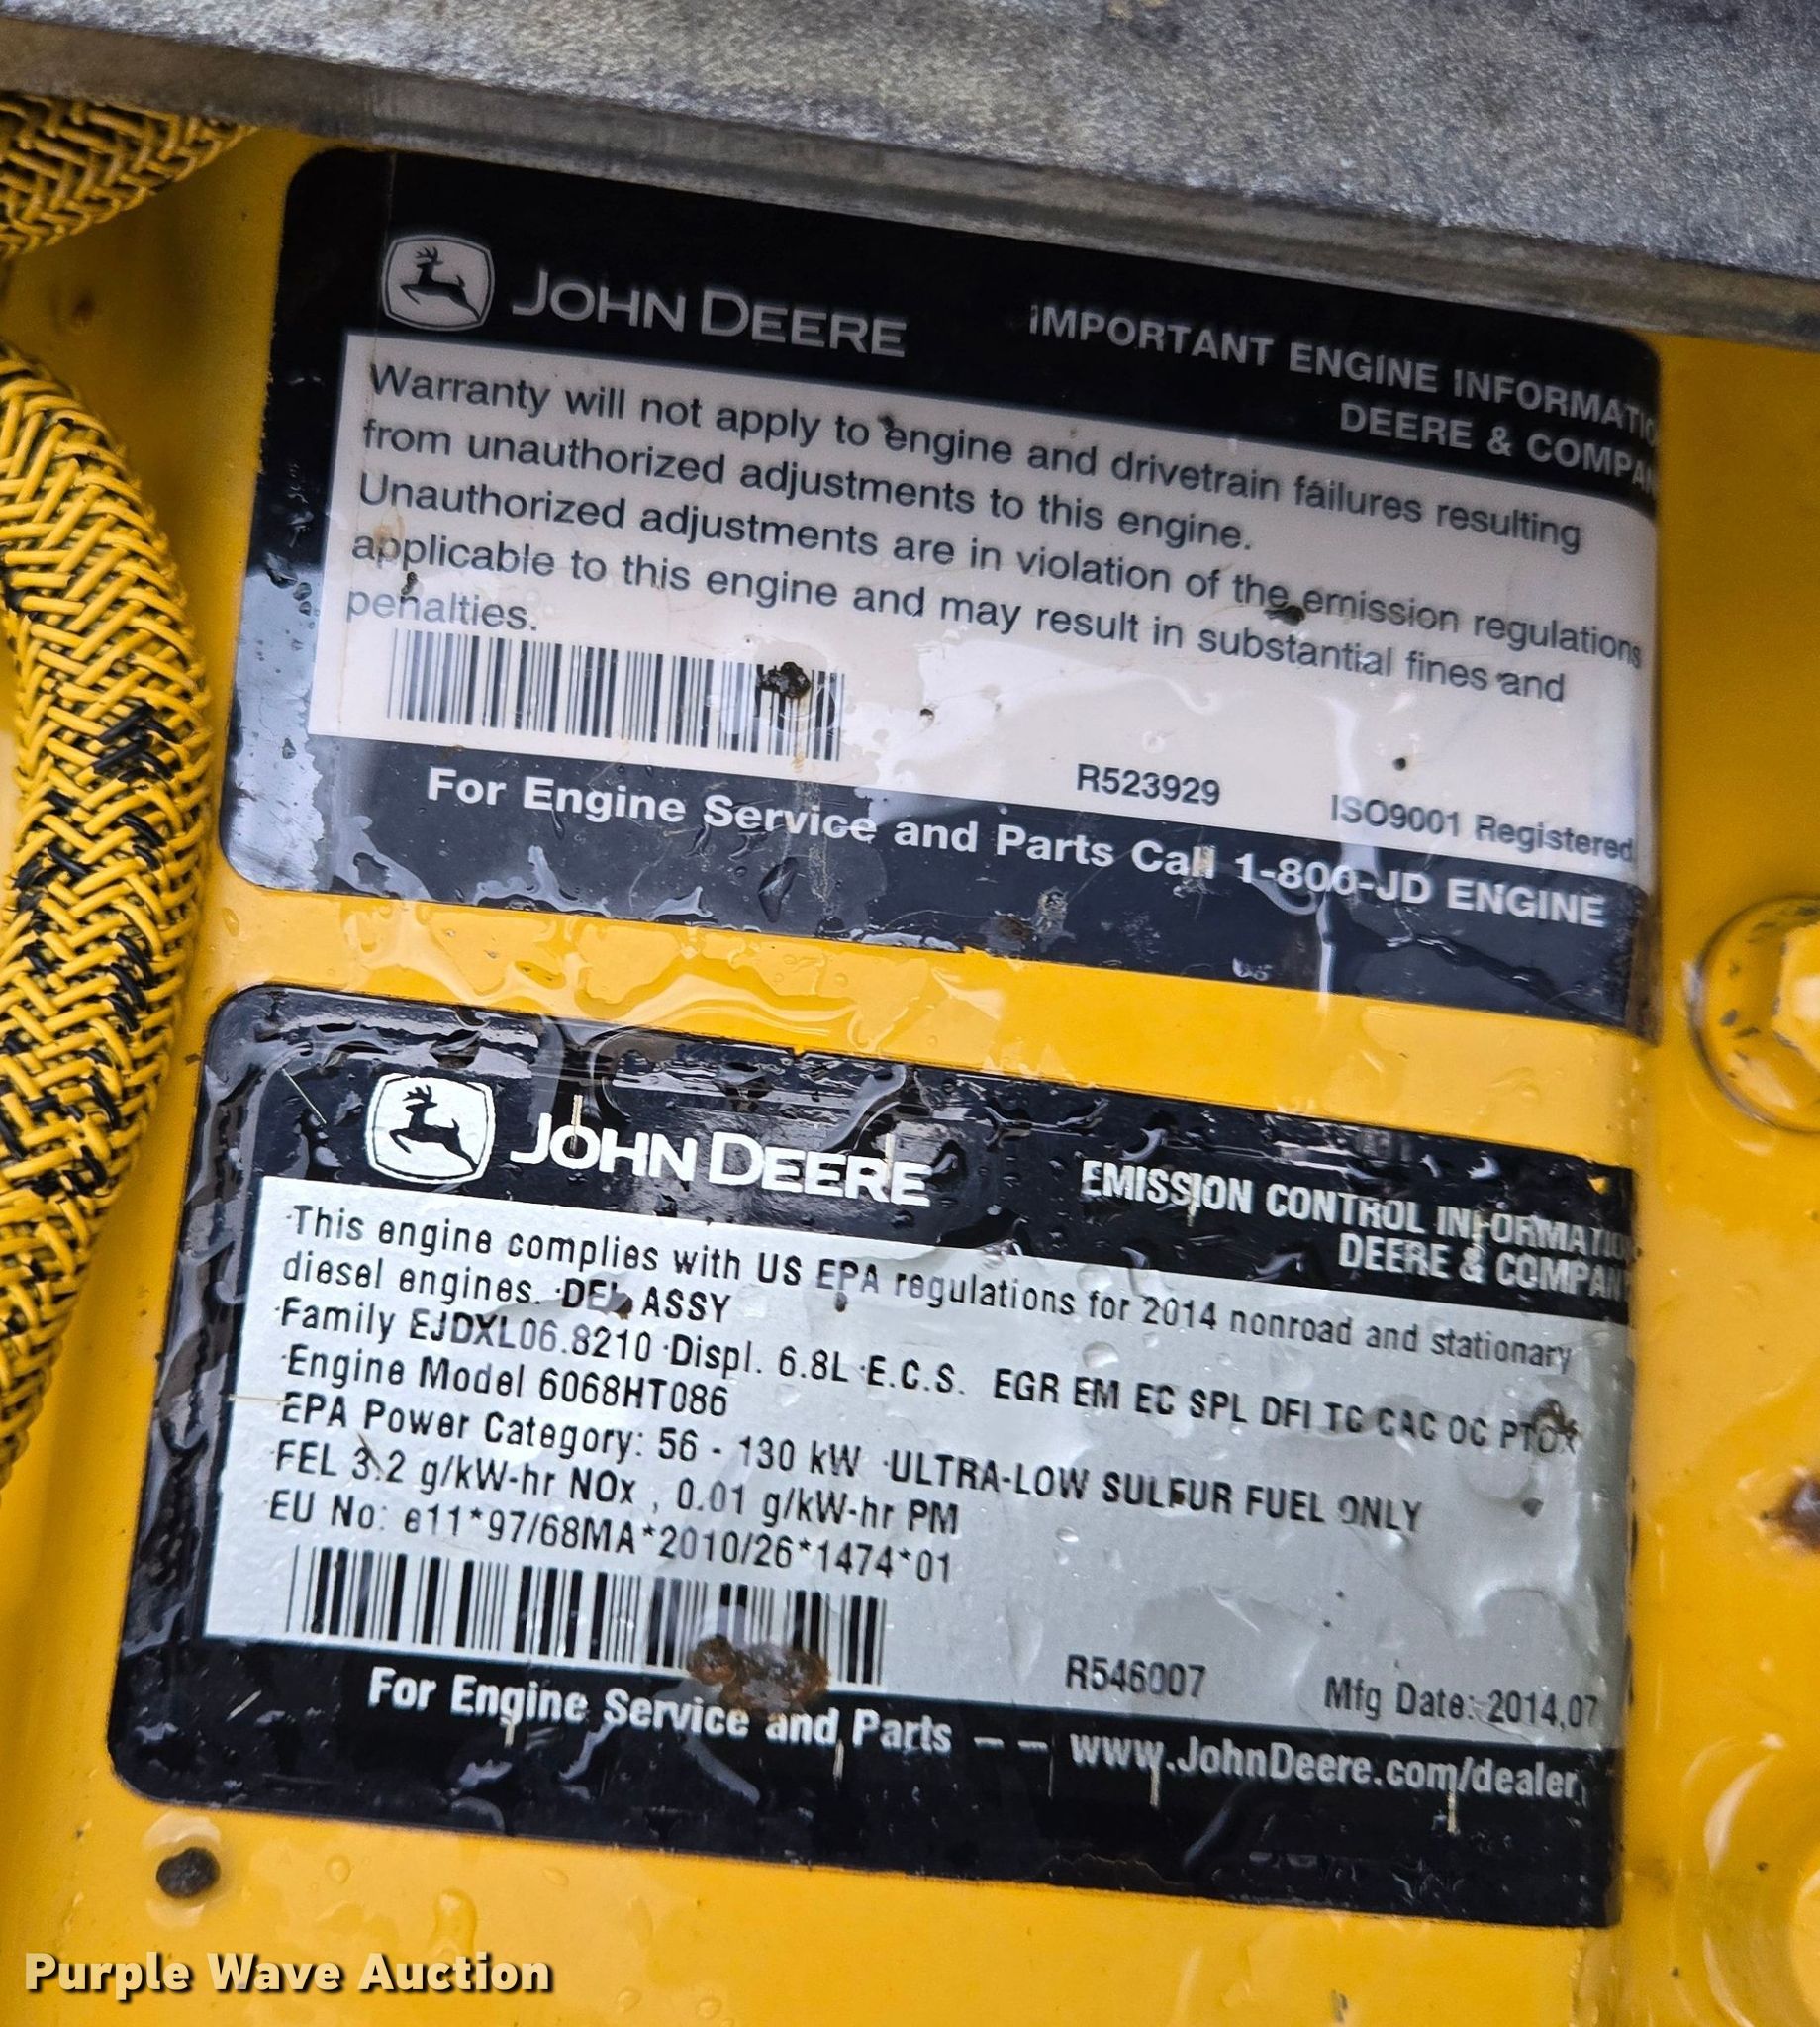 JOHN DEERE
IMPORTANT ENGINE INFORMATIO
DEERE & COMPAN
Warranty will not apply to engine and drivetrain failures resulting
from unauthorized adjustments to this engine.
Unauthorized adjustments are in violation of the emission regulations
applicable to this engine and may result in substantial fines and
penalties.
R523929 ISO9001 Registered
For Engine Service and Parts Call 1-800-JD ENGINE
JOHN DEERE
EMISSION CONTROL INFORMATIO
DEERE & COMPANY
·This engine complies with US EPA regulations for 2014 nonroad and stationary
diesel engines. ·DEL ASSY
·Family EJDXL06.8210 ·Displ. 6.8L ·E.C.S. EGR EM EC SPL DFI TC CAC OC PTOX
·Engine Model 6068HT086
EPA Power Category: 56 - 130 kW ·ULTRA-LOW SULFUR FUEL ONLY
FEL 3.2 g/kW-hr NOx , 0.01 g/kW-hr PM
EU No: e11*97/68MA*2010/26*1474*01
R546007 Mfg Date: 2014,07
For Engine Service and Parts -- www.JohnDeere.com/dealer
Purple Wave Auction